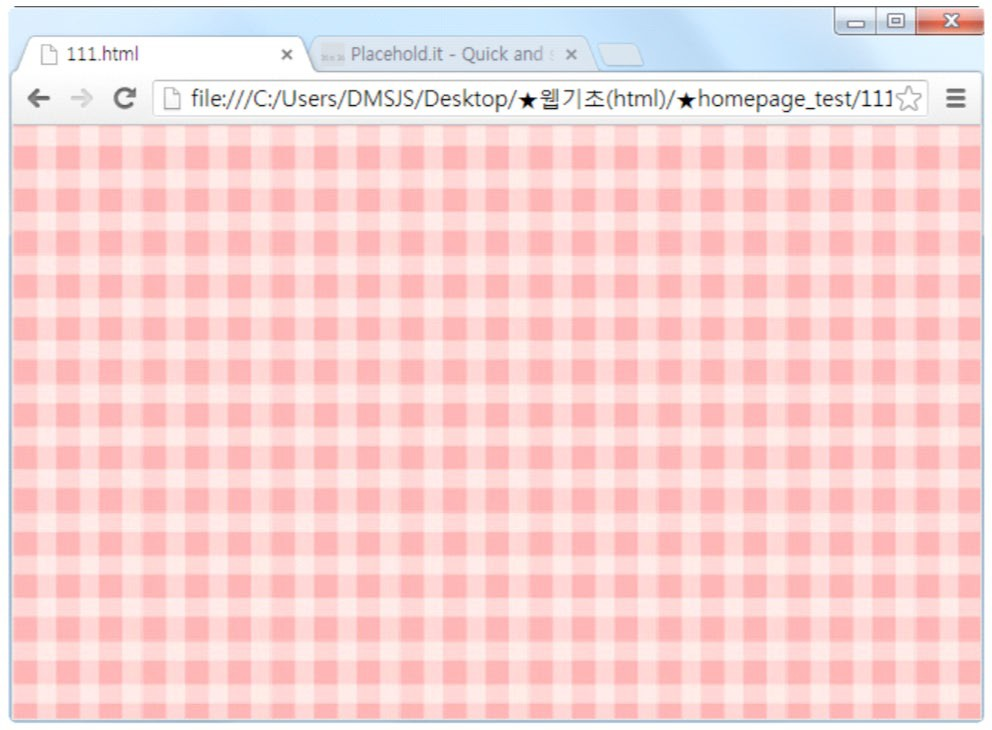 111.html
Placehold.it - Quick and
file:///C:/Users/DMSJS/Desktop/★웹기초(html)/★homepage_test/111